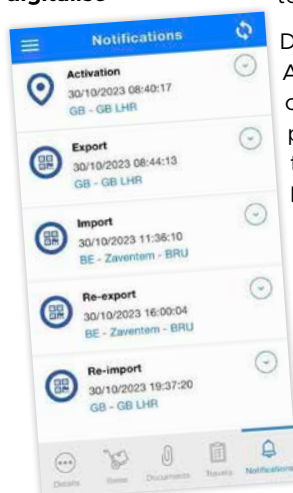 digitalise
Notifications
Activation
30/10/2023 08:40:17
GB - GB LHR
Export
30/10/2023 08:44:13
GB - GB LHR
Import
30/10/2023 11:36:10
BE - Zaventem - BRU
Re-export
30/10/2023 16:00:04
BE - Zaventem - BRU
Re-import
30/10/2023 19:37:20
GB - GB LHR
Details Items Documents Travels Notifications